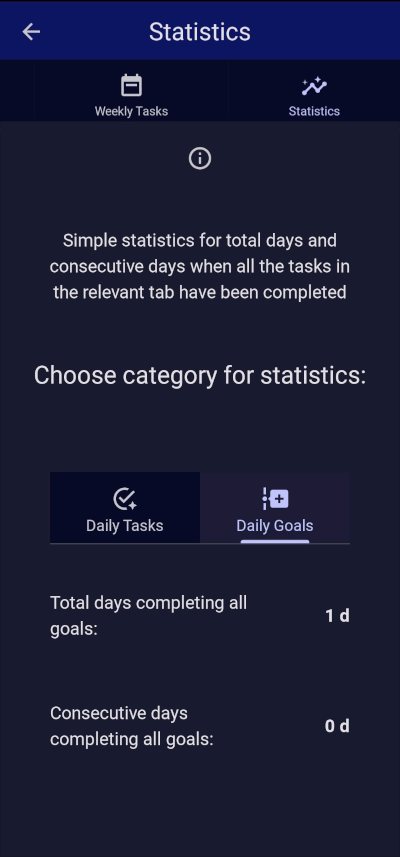 Statistics
Weekly Tasks
Statistics
Simple statistics for total days and
consecutive days when all the tasks in
the relevant tab have been completed
Choose category for statistics:
Daily Tasks
Daily Goals
Total days completing all
goals:
1 d
Consecutive days
completing all goals:
0 d